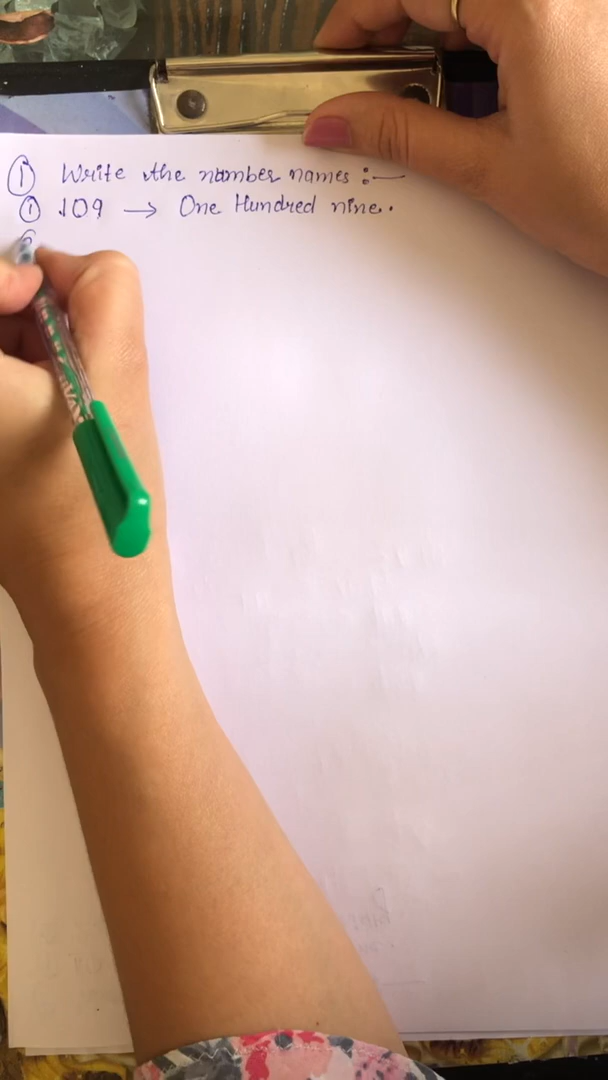 ① Write the number names :—
① 109 → One Hundred nine.